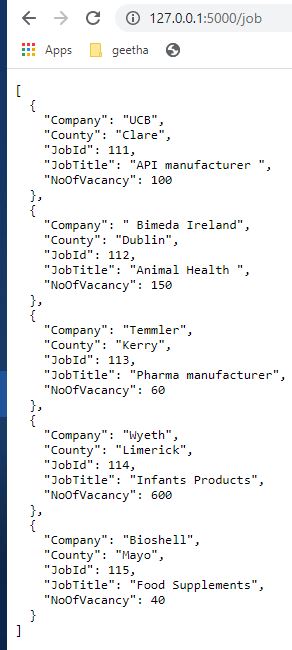 127.0.0.1:5000/job
Apps geetha
[
  {
    "Company": "UCB",
    "County": "Clare",
    "JobId": 111,
    "JobTitle": "API manufacturer ",
    "NoOfVacancy": 100
  },
  {
    "Company": " Bimeda Ireland",
    "County": "Dublin",
    "JobId": 112,
    "JobTitle": "Animal Health ",
    "NoOfVacancy": 150
  },
  {
    "Company": "Temmler",
    "County": "Kerry",
    "JobId": 113,
    "JobTitle": "Pharma manufacturer",
    "NoOfVacancy": 60
  },
  {
    "Company": "Wyeth",
    "County": "Limerick",
    "JobId": 114,
    "JobTitle": "Infants Products",
    "NoOfVacancy": 600
  },
  {
    "Company": "Bioshell",
    "County": "Mayo",
    "JobId": 115,
    "JobTitle": "Food Supplements",
    "NoOfVacancy": 40
  }
]